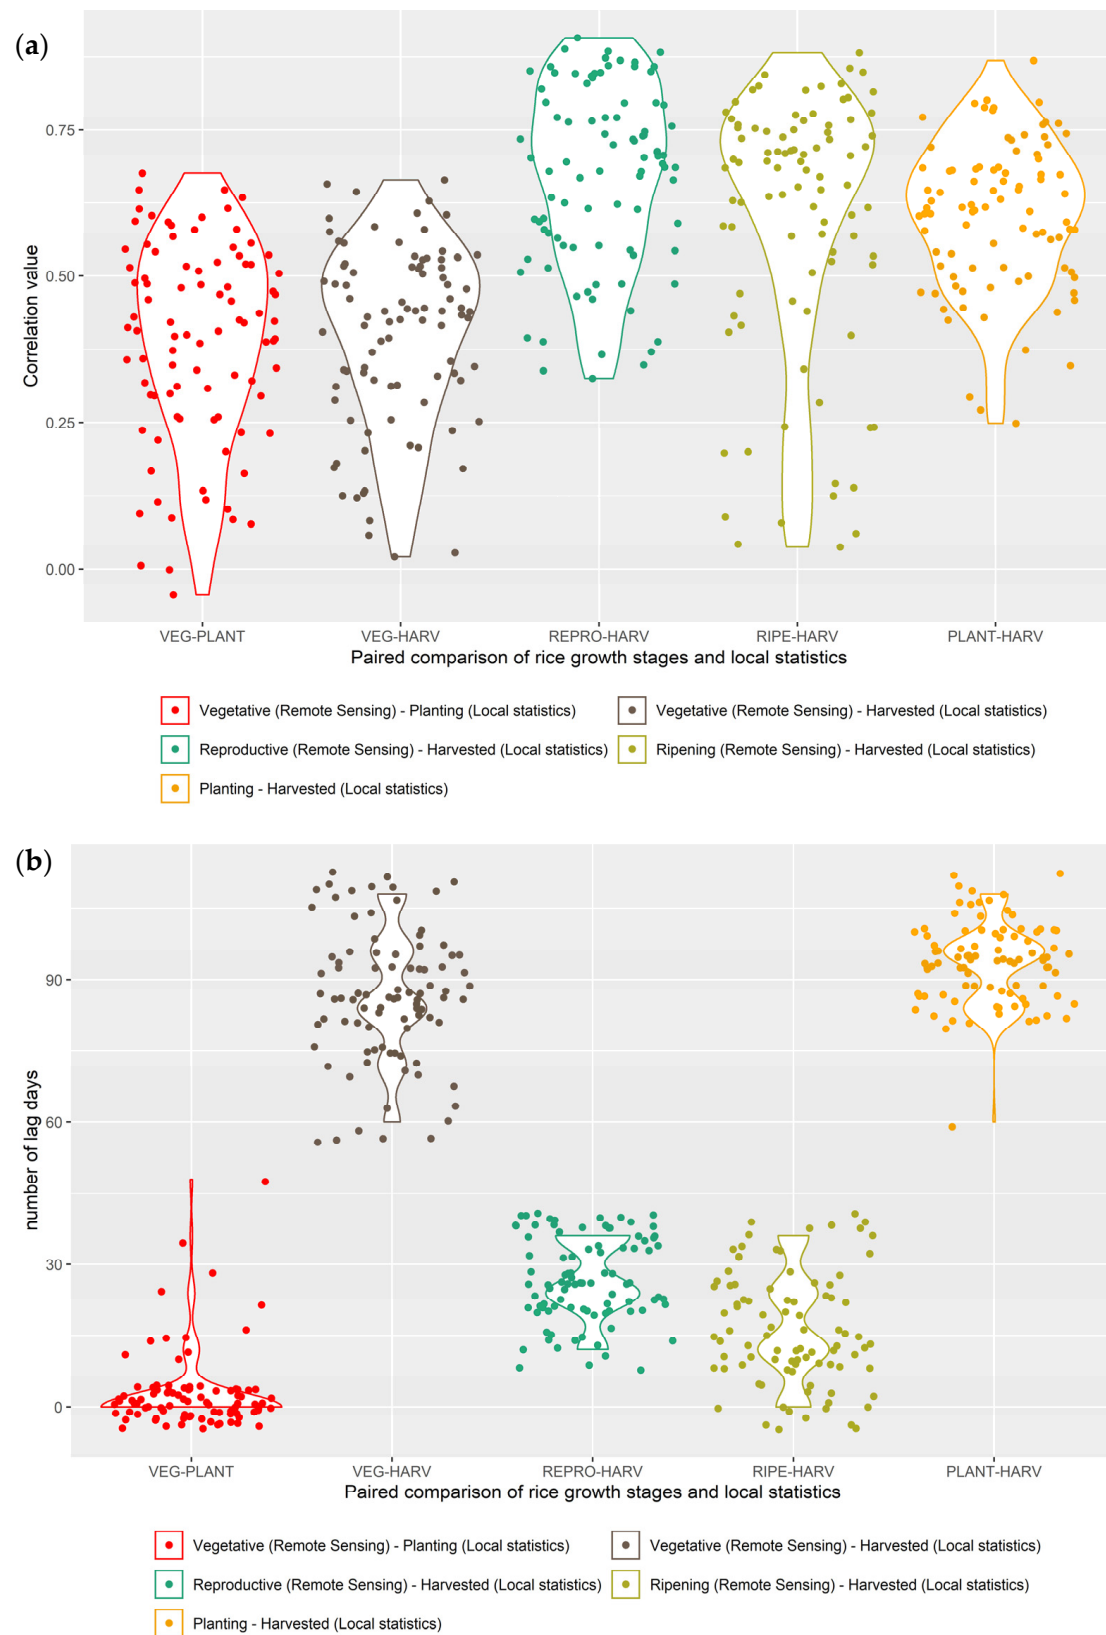 (a)
0.75
0.50
0.25
0.00
Correlation value
VEG-PLANT VEG-HARV REPRO-HARV RIPE-HARV PLANT-HARV
Paired comparison of rice growth stages and local statistics
Vegetative (Remote Sensing) - Planting (Local statistics) Vegetative (Remote Sensing) - Harvested (Local statistics)
Reproductive (Remote Sensing) - Harvested (Local statistics) Ripening (Remote Sensing) - Harvested (Local statistics)
Planting - Harvested (Local statistics)
(b)
90
60
30
0
number of lag days
VEG-PLANT VEG-HARV REPRO-HARV RIPE-HARV PLANT-HARV
Paired comparison of rice growth stages and local statistics
Vegetative (Remote Sensing) - Planting (Local statistics) Vegetative (Remote Sensing) - Harvested (Local statistics)
Reproductive (Remote Sensing) - Harvested (Local statistics) Ripening (Remote Sensing) - Harvested (Local statistics)
Planting - Harvested (Local statistics)